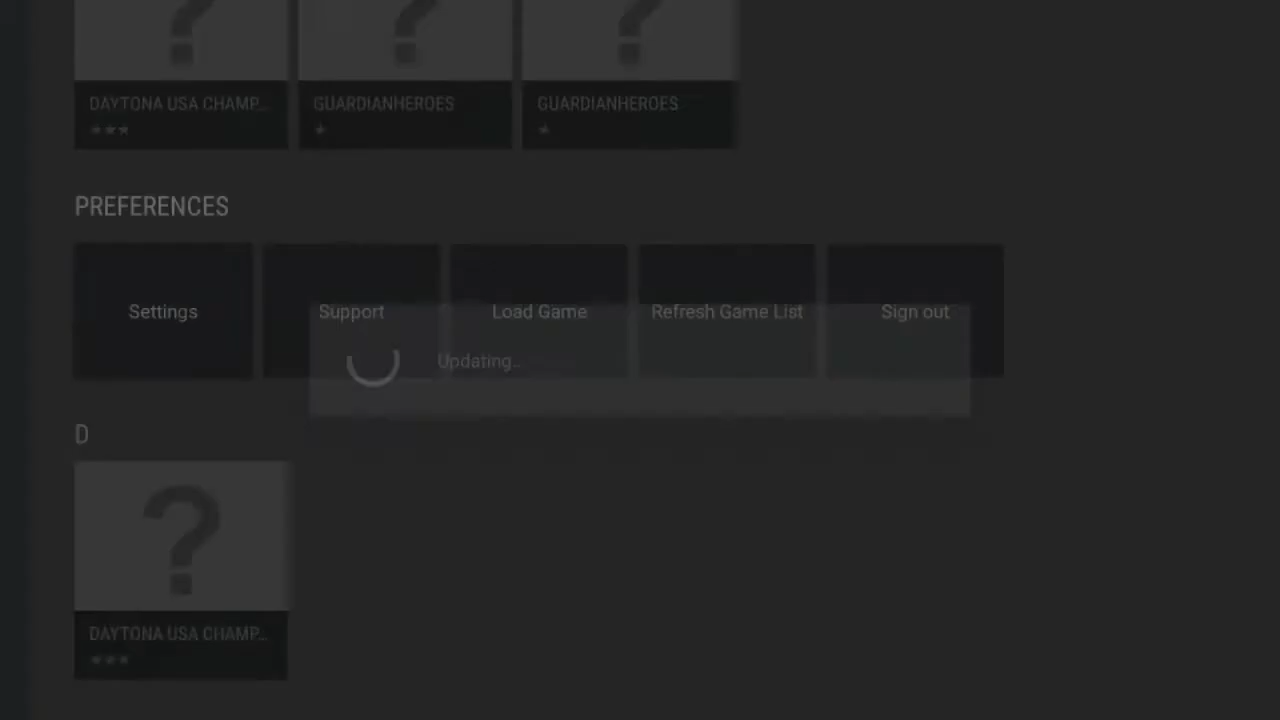 DAYTONA USA CHAMP...
GUARDIANHEROES
GUARDIANHEROES
PREFERENCES
Settings
Support
Load Game
Refresh Game List
Sign out
Updating...
D
DAYTONA USA CHAMP...